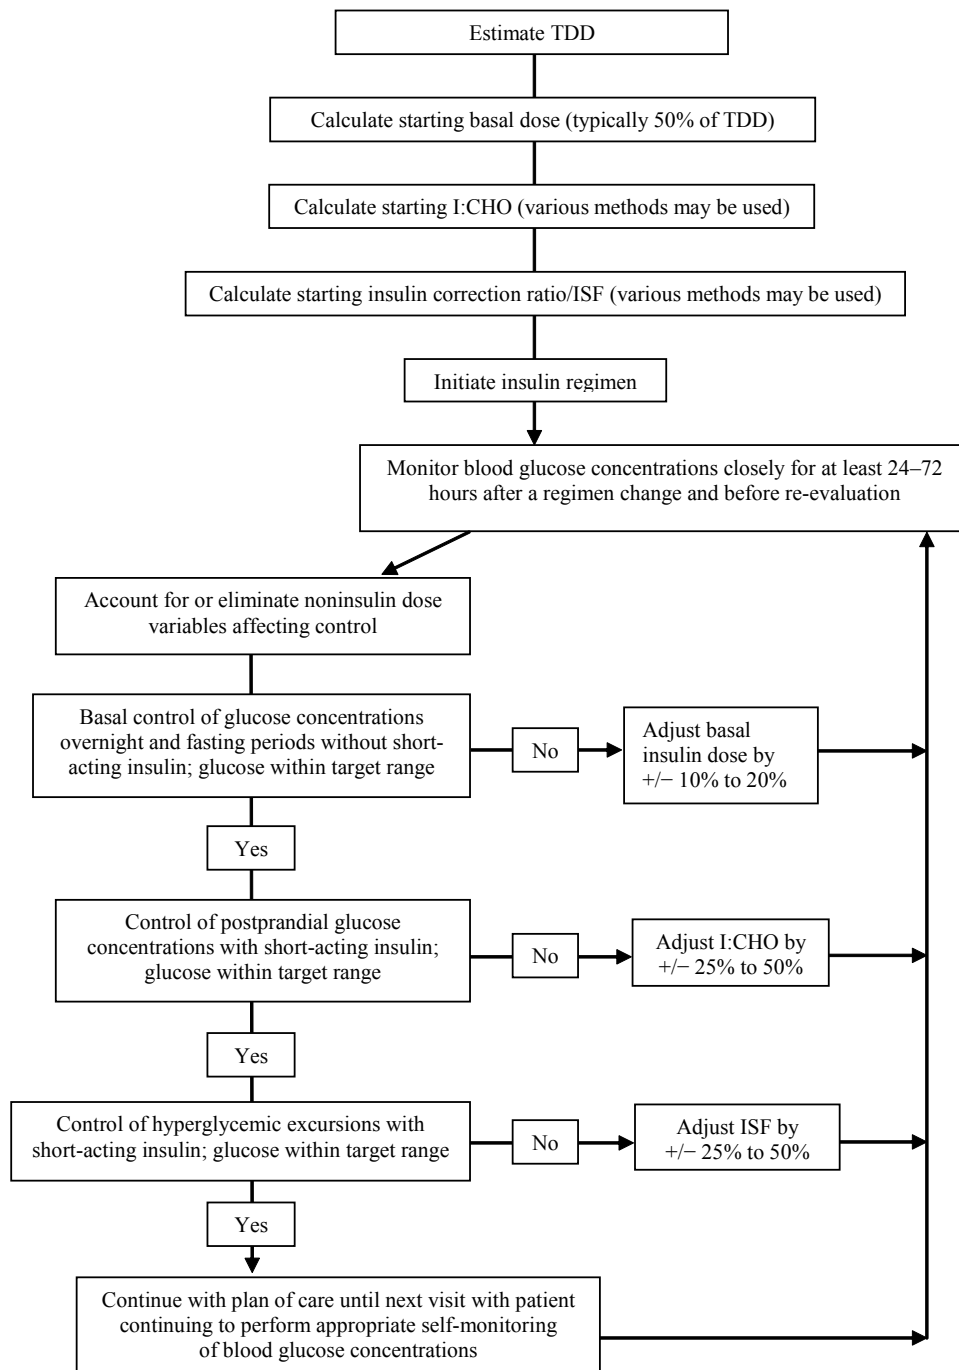 Estimate TDD
Calculate starting basal dose (typically 50% of TDD)
Calculate starting I:CHO (various methods may be used)
Calculate starting insulin correction ratio/ISF (various methods may be used)
Initiate insulin regimen
Monitor blood glucose concentrations closely for at least 24–72
hours after a regimen change and before re-evaluation
Account for or eliminate noninsulin dose
variables affecting control
Basal control of glucose concentrations
overnight and fasting periods without short-
acting insulin; glucose within target range
No
Adjust basal
insulin dose by
+/− 10% to 20%
Yes
Control of postprandial glucose
concentrations with short-acting insulin;
glucose within target range
No
Adjust I:CHO by
+/− 25% to 50%
Yes
Control of hyperglycemic excursions with
short-acting insulin; glucose within target range
No
Adjust ISF by
+/− 25% to 50%
Yes
Continue with plan of care until next visit with patient
continuing to perform appropriate self-monitoring
of blood glucose concentrations